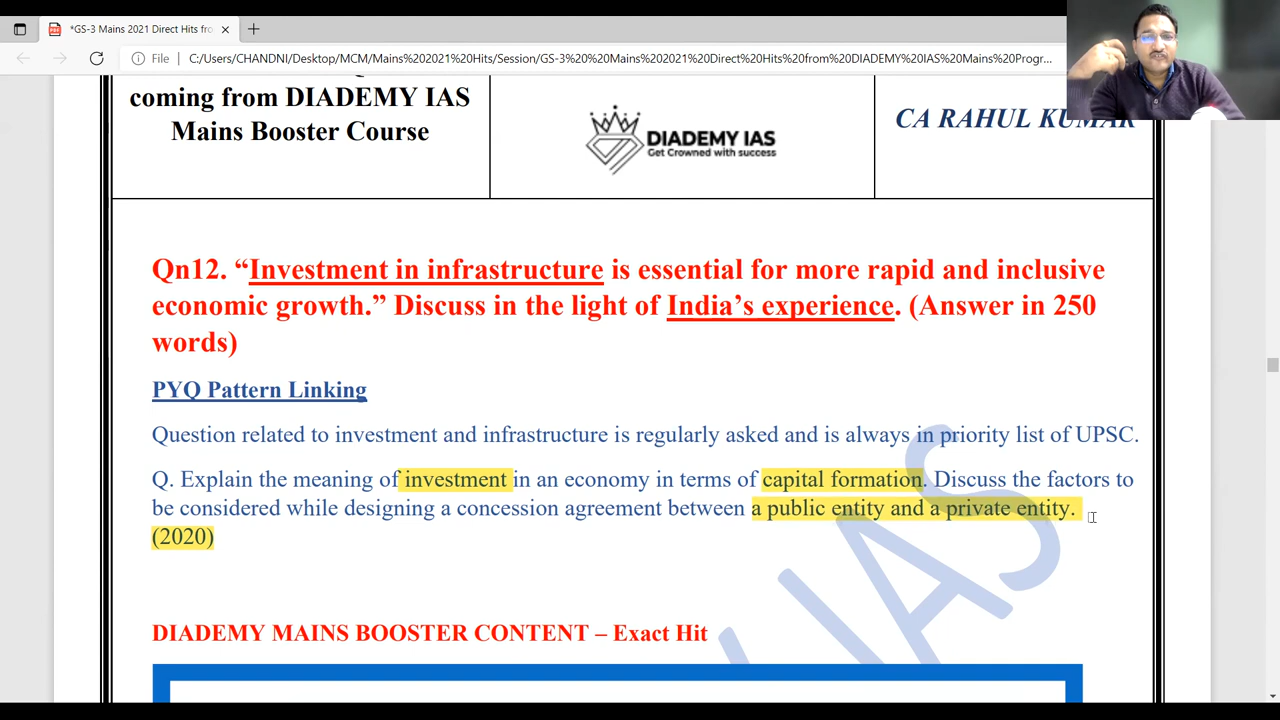 *GS-3 Mains 2021 Direct Hits fro
File
C:/Users/CHANDNI/Desktop/MCM/Mains%202021%20Hits/Session/GS-3%20%20Mains%202021%20Direct%20Hits%20from%20DIADEMY%20IAS%20Mains%20Progr...
coming from DIADEMY IAS
Mains Booster Course
DIADEMY IAS
Get Crowned with success
CA RAHUL KUMAR
Qn12. “Investment in infrastructure is essential for more rapid and inclusive
economic growth.” Discuss in the light of India’s experience. (Answer in 250
words)
PYQ Pattern Linking
Question related to investment and infrastructure is regularly asked and is always in priority list of UPSC.
Q. Explain the meaning of investment in an economy in terms of capital formation. Discuss the factors to
be considered while designing a concession agreement between a public entity and a private entity.
(2020)
DIADEMY MAINS BOOSTER CONTENT – Exact Hit
IAS